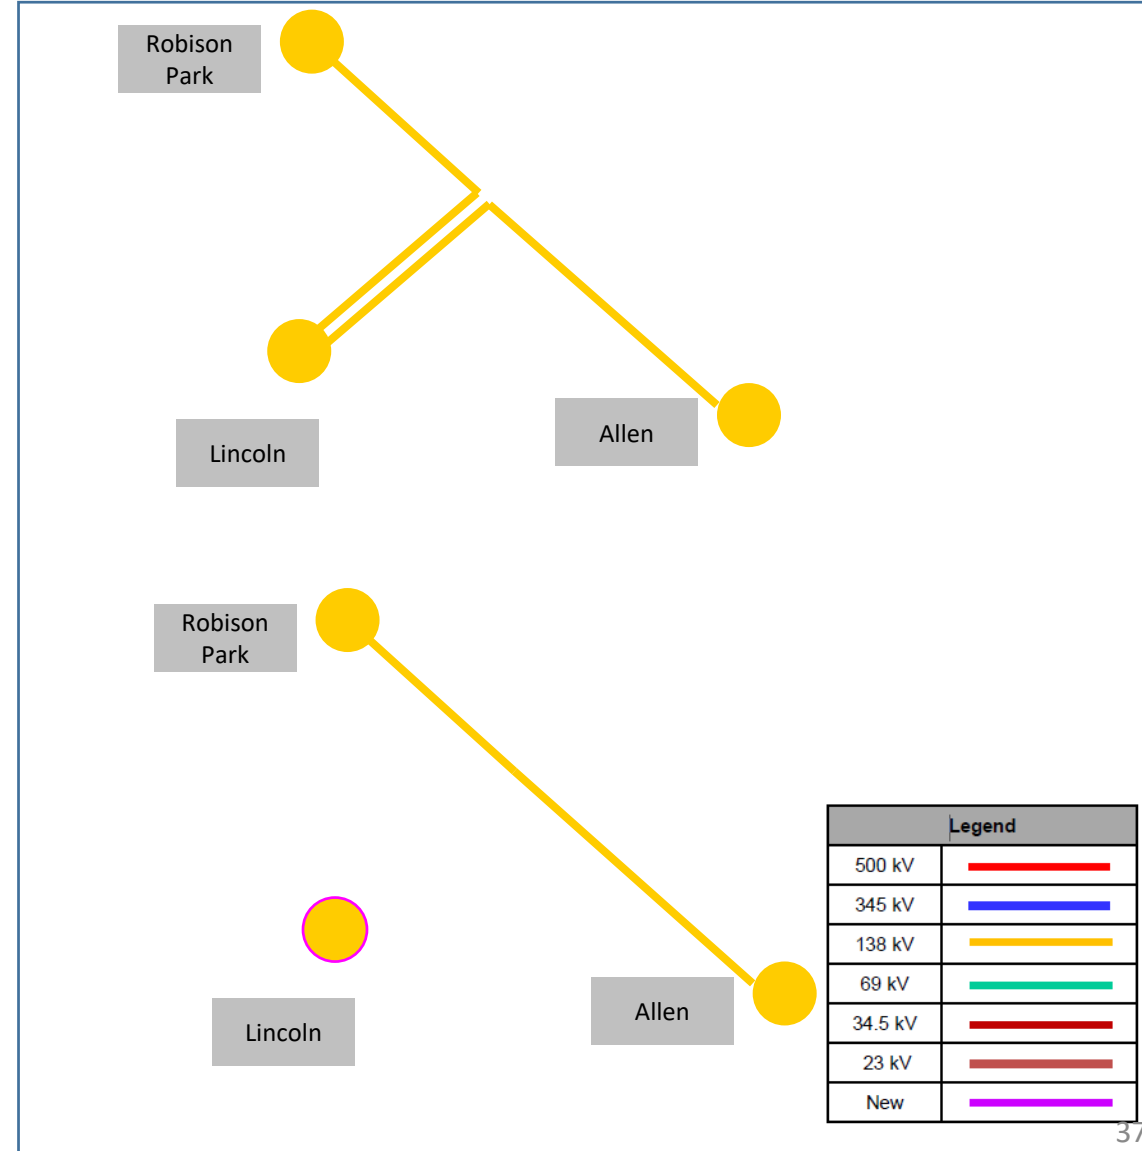 Robison
Park
Lincoln
Allen
Robison
Park
Lincoln
Allen
Legend
500 kV
345 kV
138 kV
69 kV
34.5 kV
23 kV
New
37